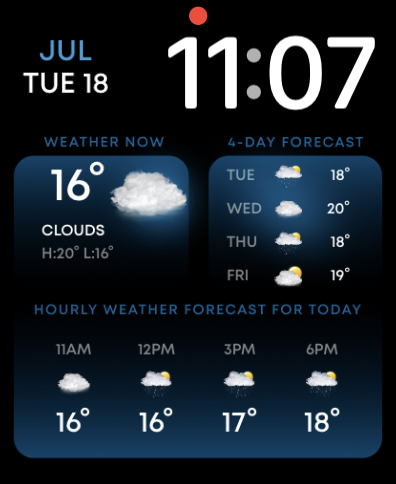 JUL
TUE 18
11:07
WEATHER NOW
16°
CLOUDS
H:20° L:16°
4-DAY FORECAST
TUE 18°
WED 20°
THU 18°
FRI 19°
HOURLY WEATHER FORECAST FOR TODAY
11AM 12PM 3PM 6PM
16° 16° 17° 18°